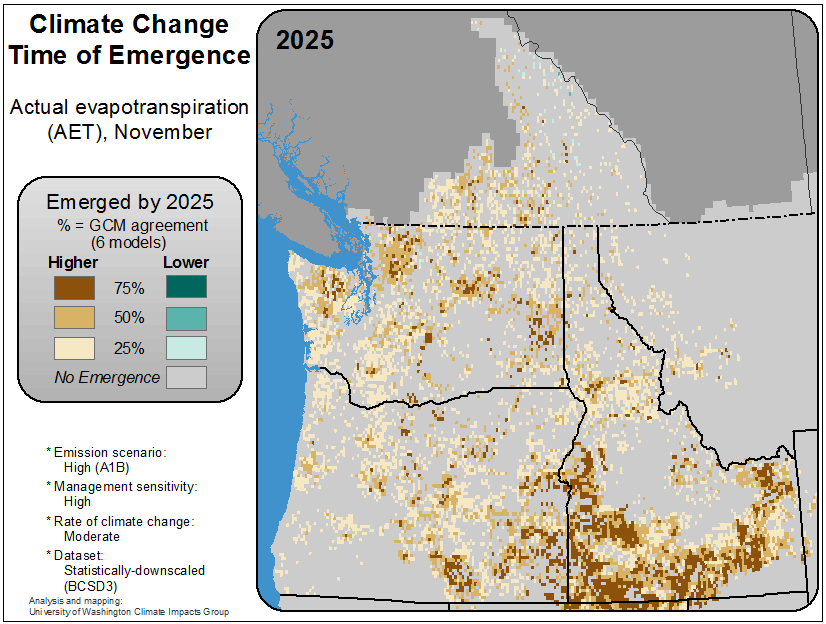 Climate Change
Time of Emergence
Actual evapotranspiration
(AET), November
2025
Emerged by 2025
% = GCM agreement
(6 models)
Higher Lower
75%
50%
25%
No Emergence
* Emission scenario:
High (A1B)
* Management sensitivity:
High
* Rate of climate change:
Moderate
* Dataset:
Statistically-downscaled
(BCSD3)
Analysis and mapping:
University of Washington Climate Impacts Group